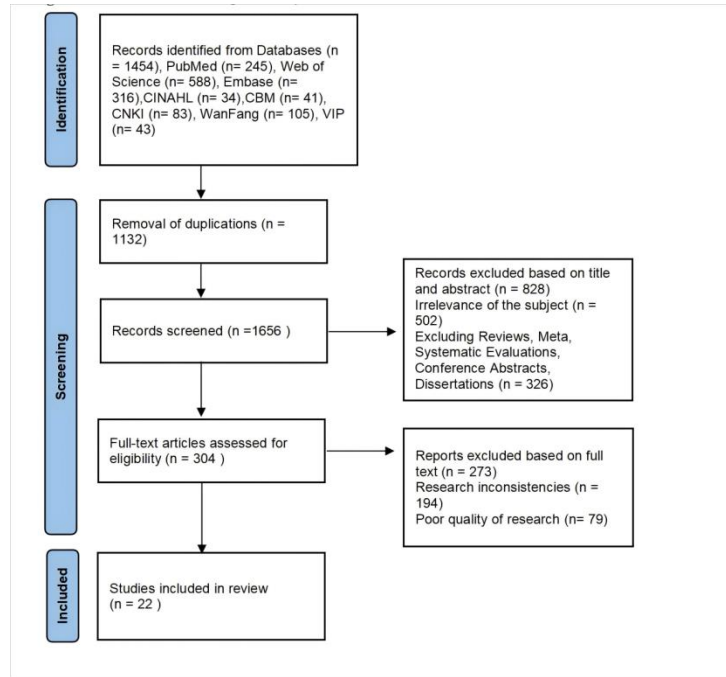 Identification
Records identified from Databases (n
= 1454), PubMed (n= 245), Web of
Science (n= 588), Embase (n=
316),CINAHL (n= 34),CBM (n= 41),
CNKI (n= 83), WanFang (n= 105), VIP
(n= 43)
Screening
Removal of duplications (n =
1132)
Records screened (n =1656 )
Records excluded based on title
and abstract (n = 828)
Irrelevance of the subject (n =
502)
Excluding Reviews, Meta,
Systematic Evaluations,
Conference Abstracts,
Dissertations (n = 326)
Full-text articles assessed for
eligibility (n = 304 )
Reports excluded based on full
text (n = 273)
Research inconsistencies (n =
194)
Poor quality of research (n= 79)
Included
Studies included in review
(n = 22 )